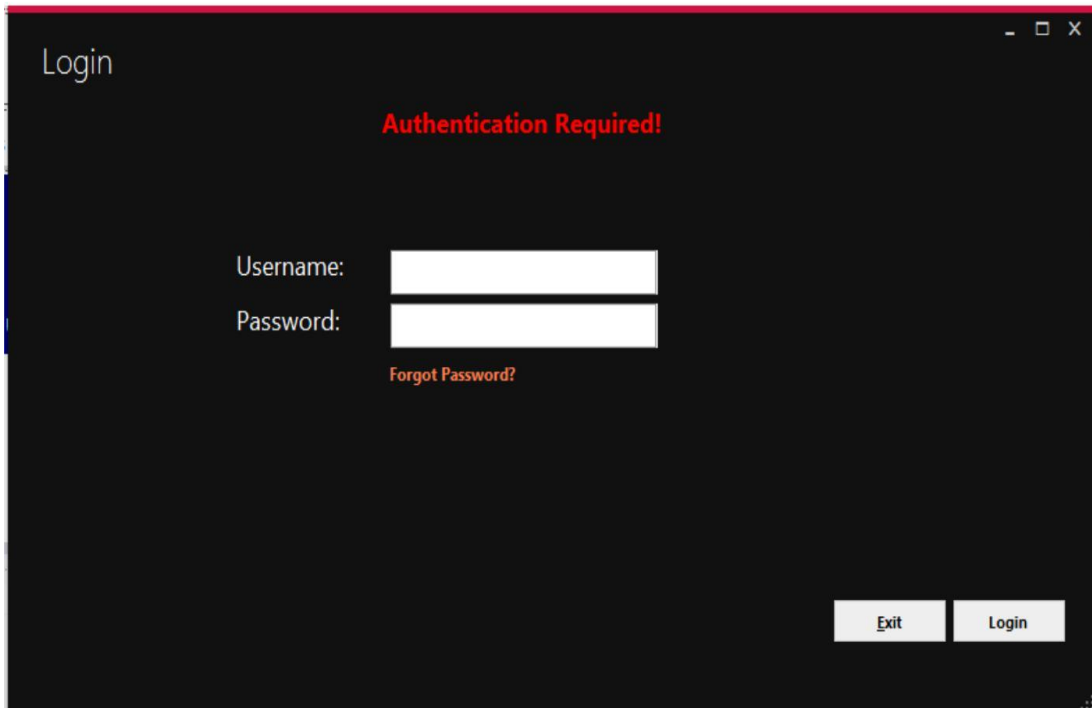 Login
Authentication Required!
Username:
Password:
Forgot Password?
Exit Login